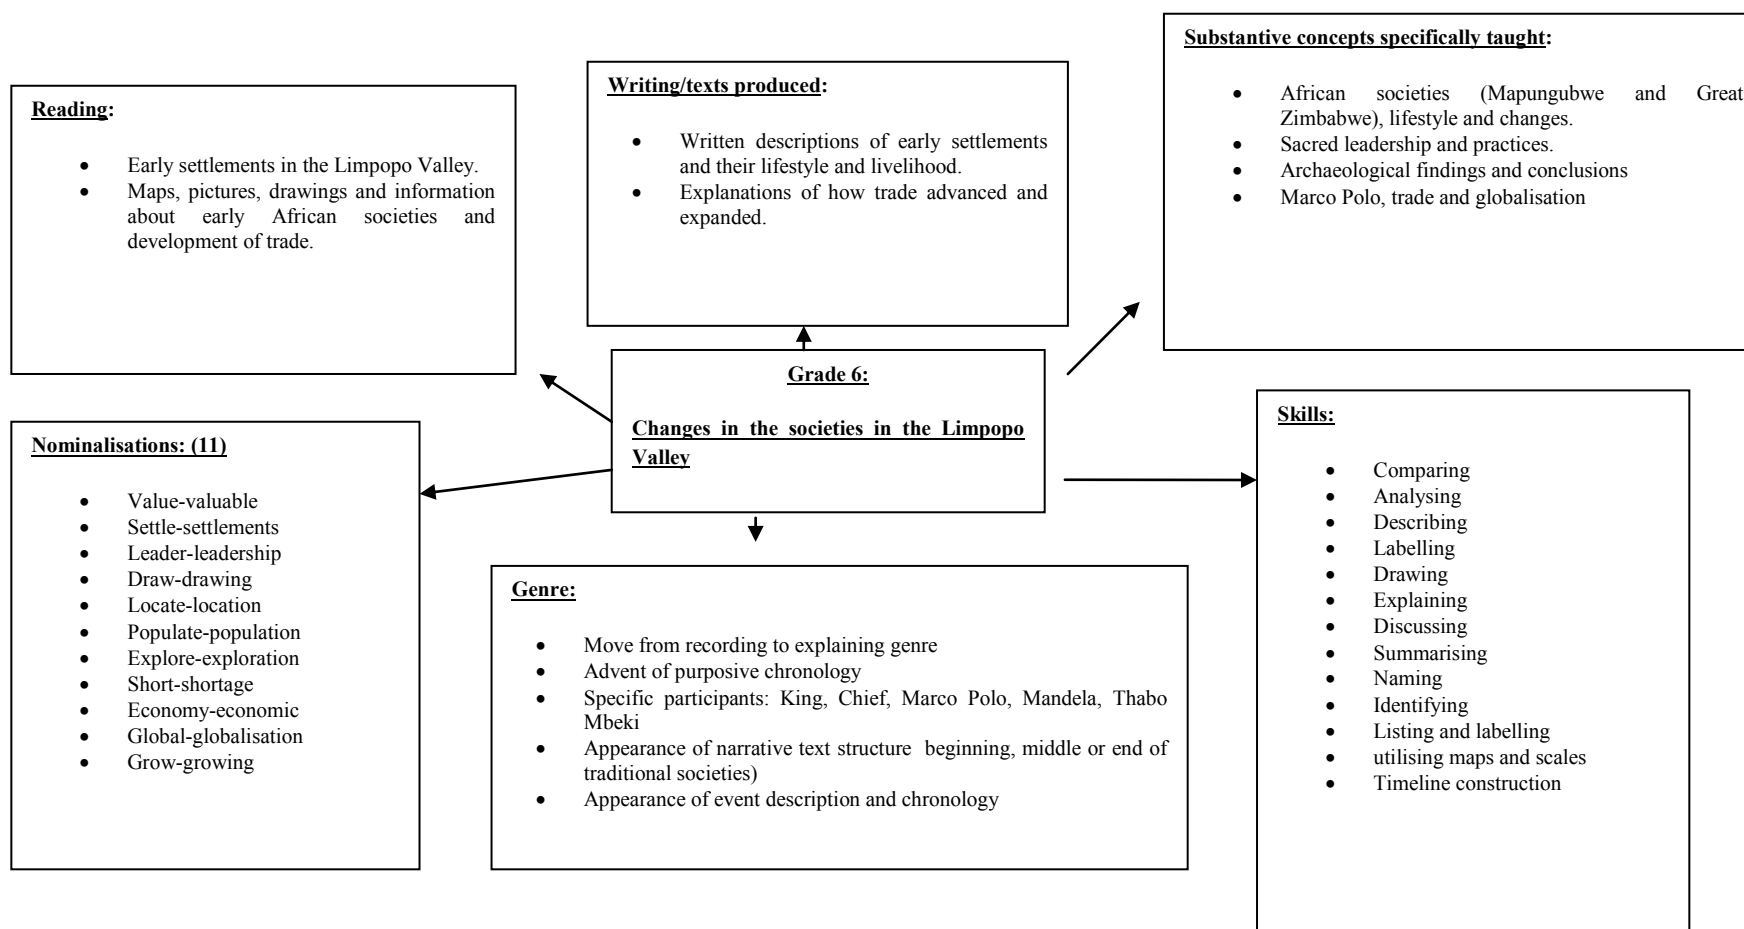 Reading:
• Early settlements in the Limpopo Valley.
• Maps, pictures, drawings and information
about early African societies and
development of trade.
Writing/texts produced:
• Written descriptions of early settlements
and their lifestyle and livelihood.
• Explanations of how trade advanced and
expanded.
Substantive concepts specifically taught:
• African societies (Mapungubwe and Great
Zimbabwe), lifestyle and changes.
• Sacred leadership and practices.
• Archaeological findings and conclusions
• Marco Polo, trade and globalisation
Grade 6:
Changes in the societies in the Limpopo
Valley
Nominalisations: (11)
• Value-valuable
• Settle-settlements
• Leader-leadership
• Draw-drawing
• Locate-location
• Populate-population
• Explore-exploration
• Short-shortage
• Economy-economic
• Global-globalisation
• Grow-growing
Genre:
• Move from recording to explaining genre
• Advent of purposive chronology
• Specific participants: King, Chief, Marco Polo, Mandela, Thabo
Mbeki
• Appearance of narrative text structure beginning, middle or end of
traditional societies)
• Appearance of event description and chronology
Skills:
• Comparing
• Analysing
• Describing
• Labelling
• Drawing
• Explaining
• Discussing
• Summarising
• Naming
• Identifying
• Listing and labelling
• utilising maps and scales
• Timeline construction